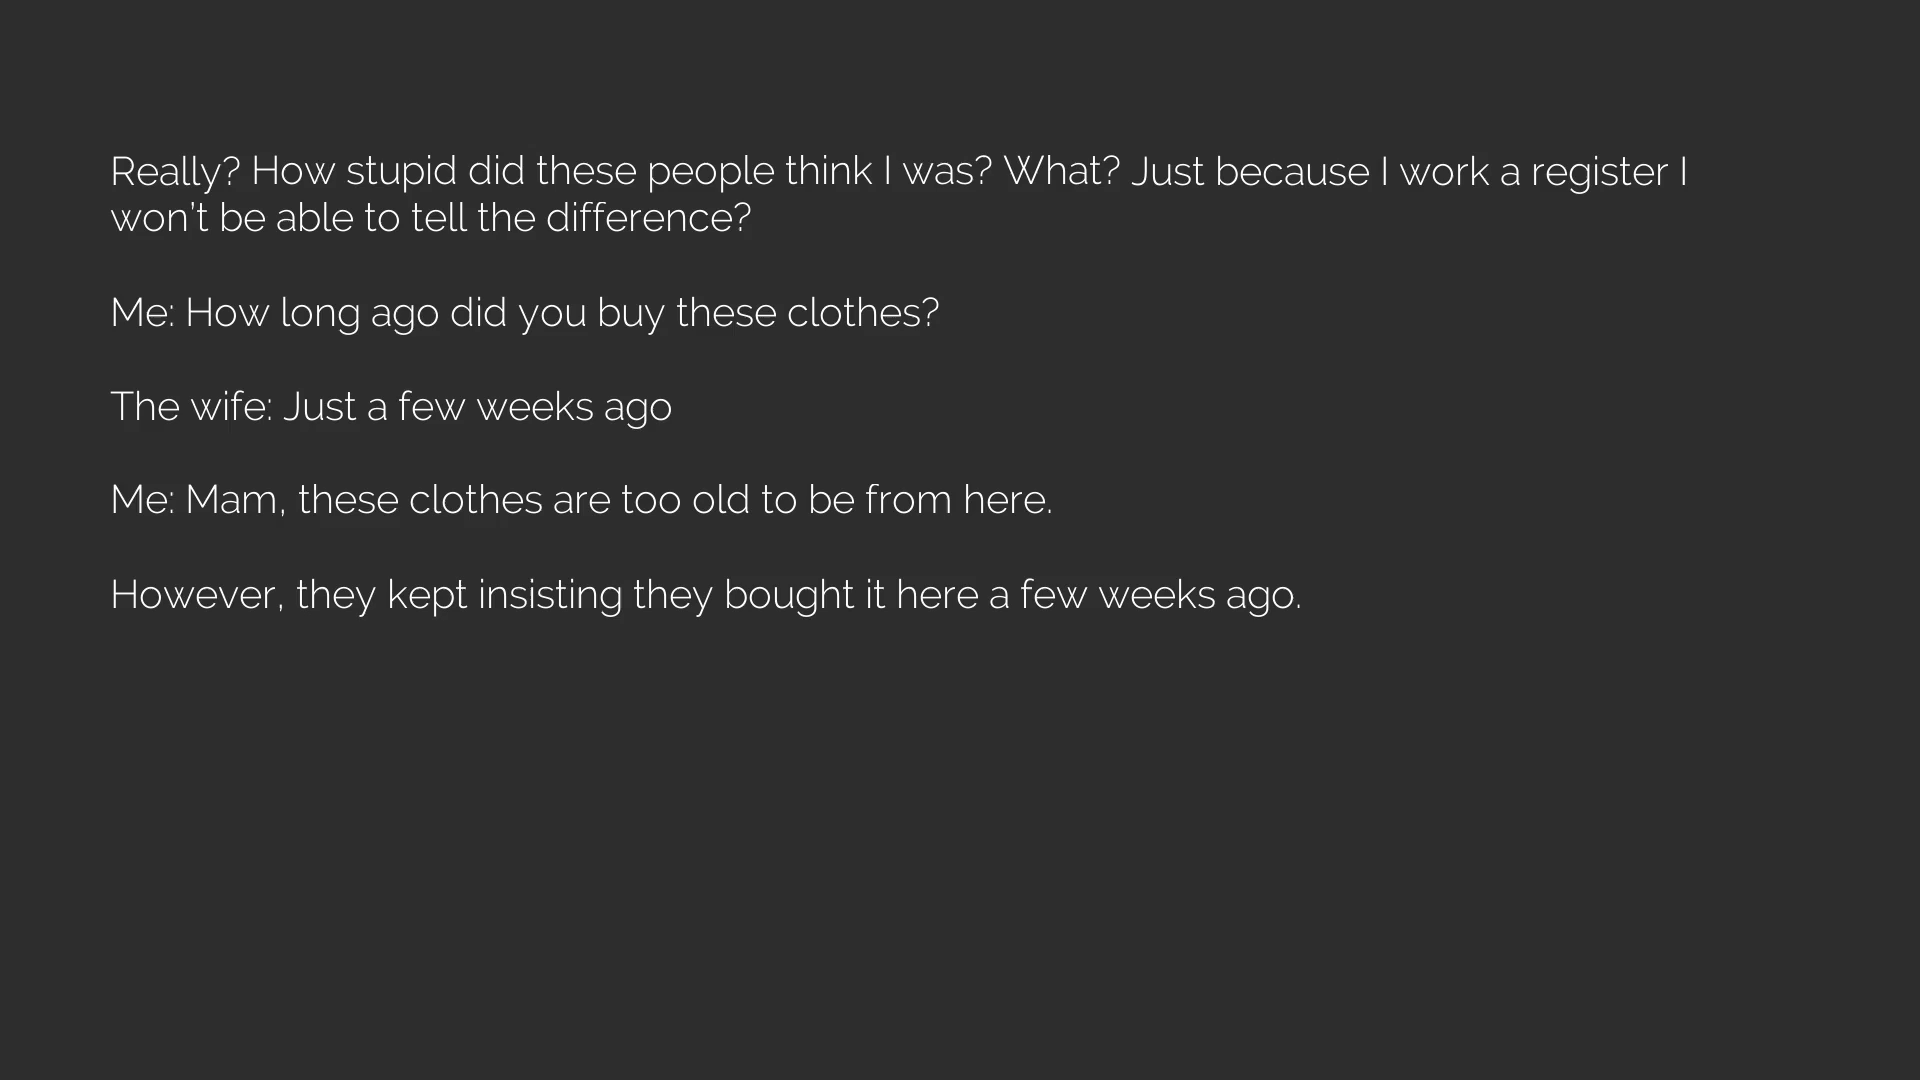 Really? How stupid did these people think I was? What? Just because I work a register I
won't be able to tell the difference?
Me: How long ago did you buy these clothes?
The wife: Just a few weeks ago
Me: Mam, these clothes are too old to be from here.
However, they kept insisting they bought it here a few weeks ago.